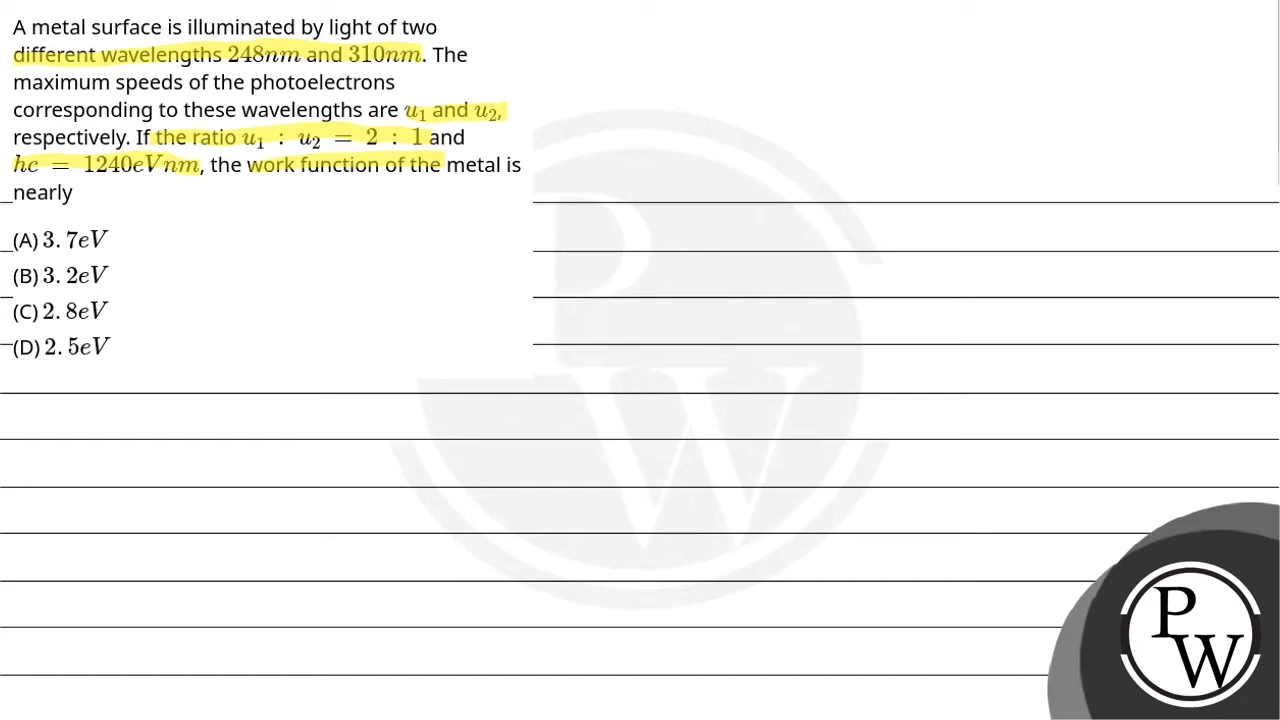 A metal surface is illuminated by light of two
different wavelengths 248nm and 310nm. The
maximum speeds of the photoelectrons
corresponding to these wavelengths are u₁ and u₂,
respectively. If the ratio u₁ : u₂ = 2 : 1 and
hc = 1240eVnm, the work function of the metal is
nearly
(A) 3.7eV
(B) 3.2eV
(C) 2.8eV
(D) 2.5eV
P
W
P
W